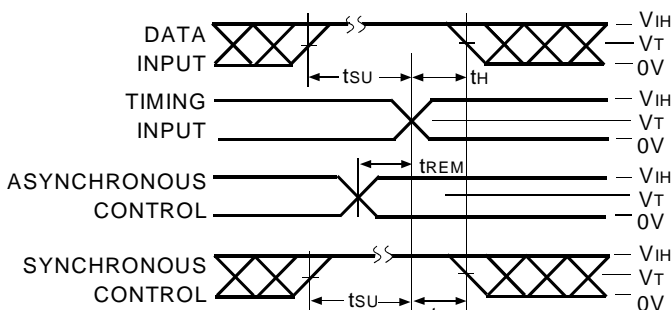 DATA
INPUT
tSU
tH
VIH
VT
0V
TIMING
INPUT
VIH
VT
0V
tREM
ASYNCHRONOUS
CONTROL
VIH
VT
0V
SYNCHRONOUS
CONTROL
tSU
VIH
VT
0V